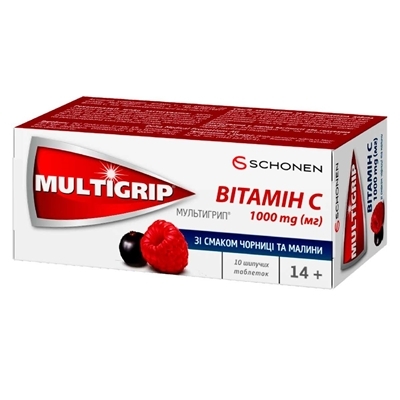 SCHONEN
MULTIGRIP
МУЛЬТИГРИП®
ВІТАМІН С
1000 mg (мг)
ЗІ СМАКОМ ЧОРНИЦІ ТА МАЛИНИ
10 шипучих
таблеток
14 +
SCHONEN
ВІТАМІН С
1000 mg (мг)
14 +